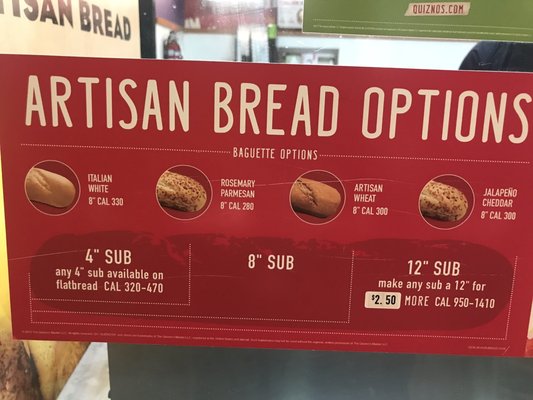 QUIZNOS.COM
TISAN BREAD
ARTISAN BREAD OPTIONS
BAGUETTE OPTIONS
ITALIAN
WHITE
8" CAL 330
ROSEMARY
PARMESAN
8" CAL 280
ARTISAN
WHEAT
8" CAL 300
JALAPEÑO
CHEDDAR
8" CAL 300
4" SUB
any 4" sub available on
flatbread CAL 320-470
8" SUB
12" SUB
make any sub a 12" for
$2.50 MORE CAL 950-1410